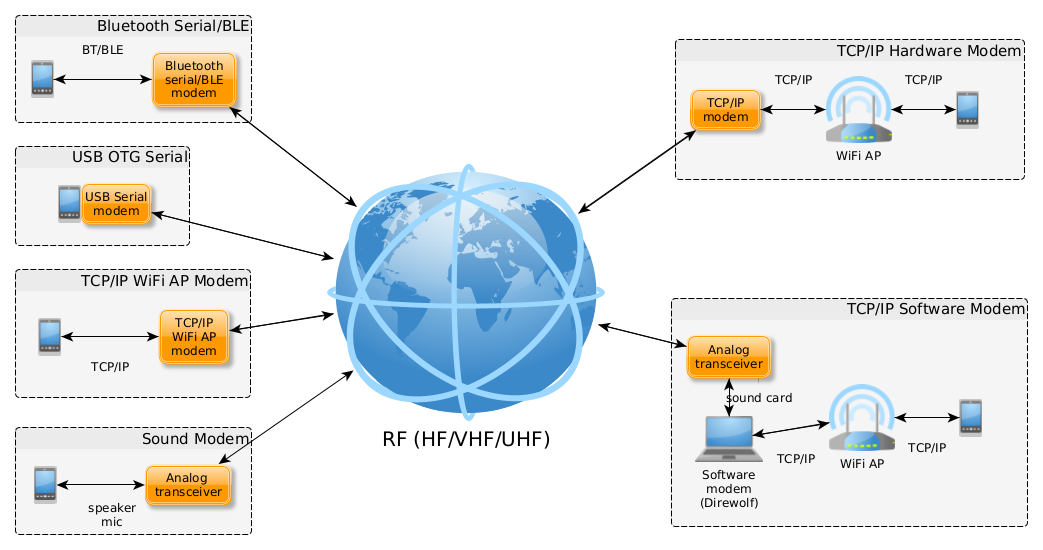 Bluetooth Serial/BLE
BT/BLE
Bluetooth
serial/BLE
modem
USB OTG Serial
USB Serial
modem
TCP/IP WiFi AP Modem
TCP/IP
WiFi AP
modem
TCP/IP
Sound Modem
Analog
transceiver
speaker
mic
RF (HF/VHF/UHF)
TCP/IP Hardware Modem
TCP/IP
TCP/IP
TCP/IP
modem
WiFi AP
TCP/IP Software Modem
Analog
transceiver
sound card
TCP/IP
WiFi AP
TCP/IP
Software
modem
(Direwolf)